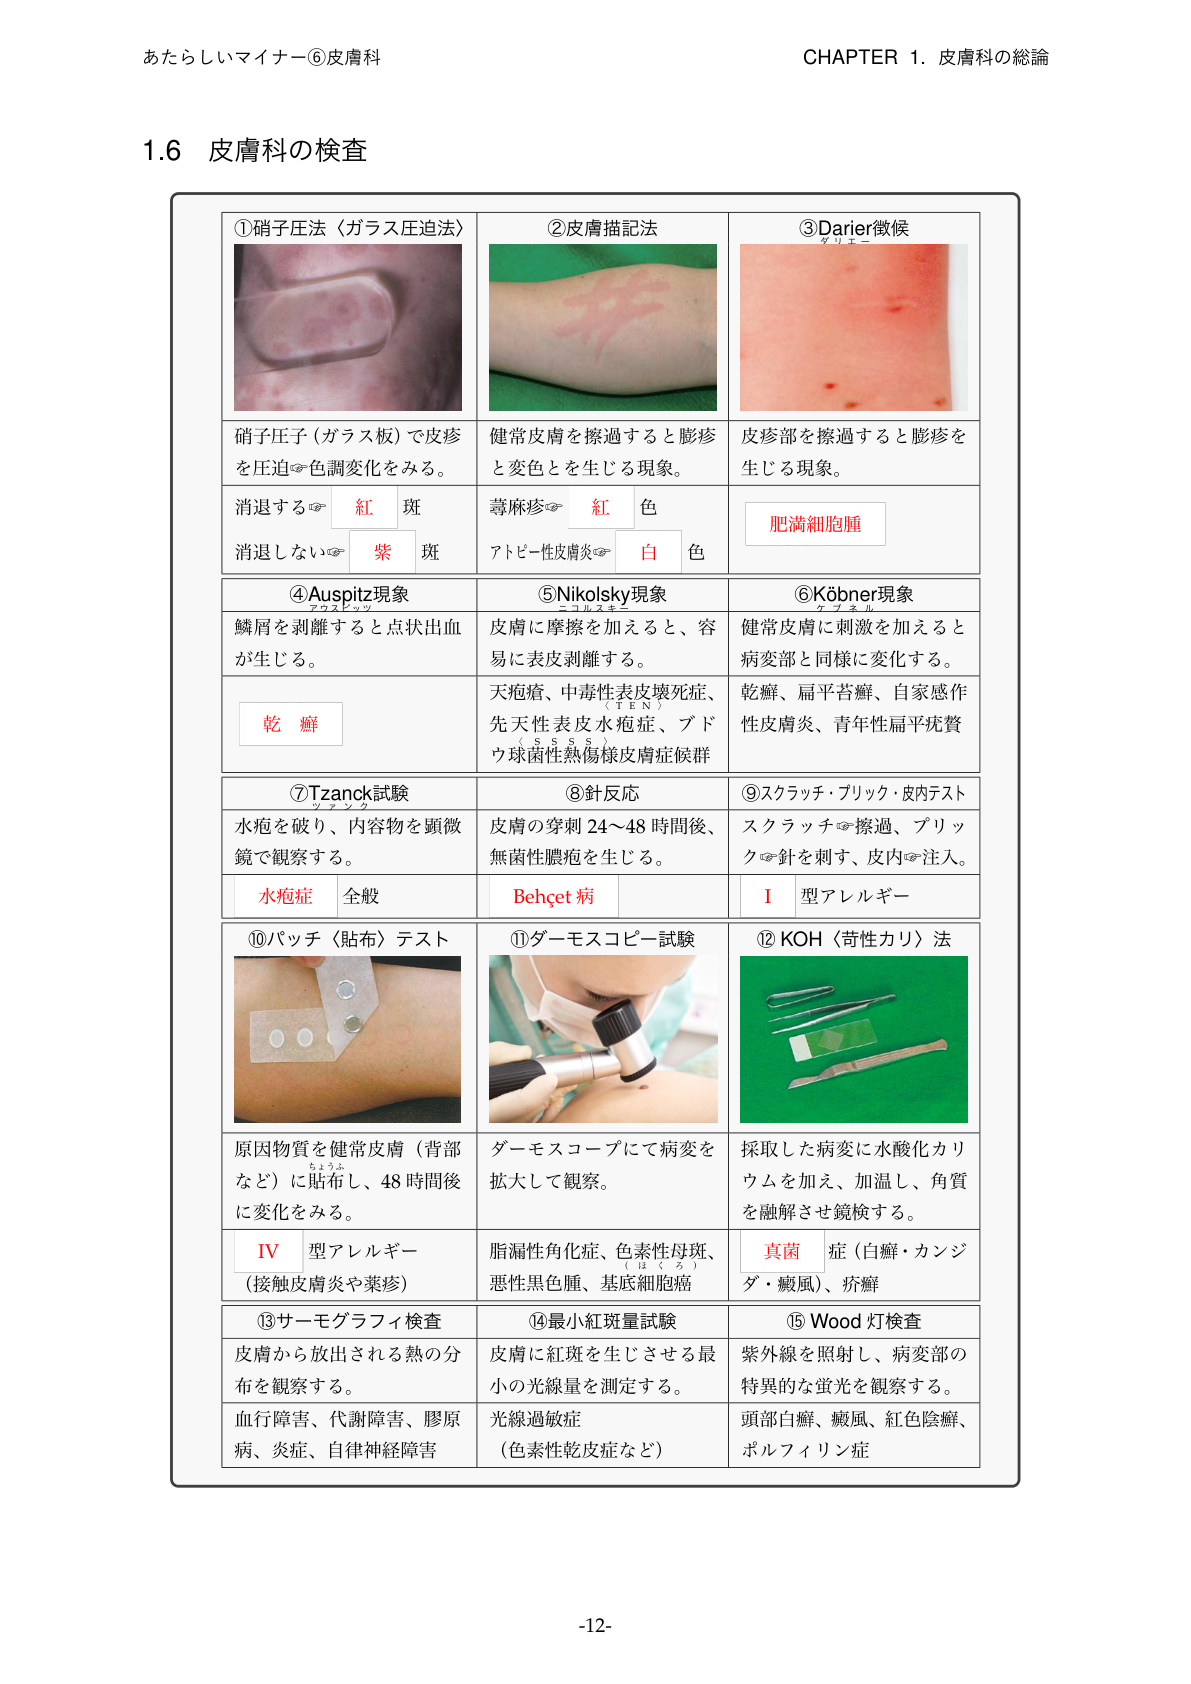 あたらしいマイナー⑥皮膚科
CHAPTER 1. 皮膚科の総論
1.6 皮膚科の検査
①硝子圧法〈ガラス圧迫法〉
硝子圧子 (ガラス板) で皮疹
を圧迫☞色調変化をみる。
消退する☞ 紅 斑
消退しない☞ 紫 斑
②皮膚描記法
健常皮膚を擦過すると膨疹
と変色とを生じる現象。
蕁麻疹☞ 紅 色
アトピー性皮膚炎☞ 白 色
③Darier徴候
ダリエー
皮疹部を擦過すると膨疹を
生じる現象。
肥満細胞腫
④Auspitz現象
アウスピッツ
鱗屑を剥離すると点状出血
が生じる。
乾 癬
⑤Nikolsky現象
ニコルスキー
皮膚に摩擦を加えると、容
易に表皮剥離する。
天疱瘡、中毒性表皮壊死症、
〈TEN〉
先天性表皮水疱症、ブド
〈SSSS〉
ウ球菌性熱傷様皮膚症候群
⑥Köbner現象
ケブネル
健常皮膚に刺激を加えると
病変部と同様に変化する。
乾癬、扁平苔癬、自家感作
性皮膚炎、青年性扁平疣贅
⑦Tzanck試験
ツァンク
水疱を破り、内容物を顕微
鏡で観察する。
水疱症 全般
⑧針反応
皮膚の穿刺 24〜48 時間後、
無菌性膿疱を生じる。
Behçet 病
⑨スクラッチ・プリック・皮内テスト
スクラッチ☞擦過、プリッ
ク☞針を刺す、皮内☞注入。
I 型アレルギー
⑩パッチ〈貼布〉テスト
原因物質を健常皮膚（背部
ちょうふ
など）に貼布し、48 時間後
に変化をみる。
IV 型アレルギー
（接触皮膚炎や薬疹）
⑪ダーモスコピー試験
ダーモスコープにて病変を
拡大して観察。
脂漏性角化症、色素性母斑、
（ほくろ）
悪性黒色腫、基底細胞癌
⑫ KOH〈苛性カリ〉法
採取した病変に水酸化カリ
ウムを加え、加温し、角質
を融解させ鏡検する。
真菌 症（白癬・カンジ
ダ・癜風）、疥癬
⑬サーモグラフィ検査
皮膚から放出される熱の分
布を観察する。
血行障害、代謝障害、膠原
病、炎症、自律神経障害
⑭最小紅斑量試験
皮膚に紅斑を生じさせる最
小の光線量を測定する。
光線過敏症
（色素性乾皮症など）
⑮ Wood 灯検査
紫外線を照射し、病変部の
特異的な蛍光を観察する。
頭部白癬、癜風、紅色陰癬、
ポルフィリン症
-12-